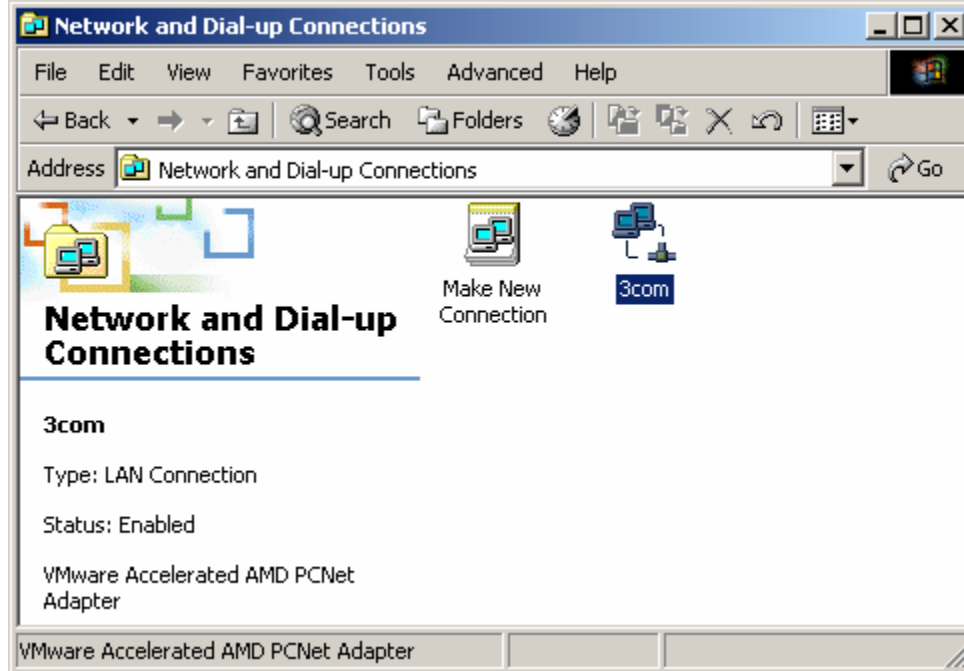 Network and Dial-up Connections
File Edit View Favorites Tools Advanced Help
Back Search Folders
Address Network and Dial-up Connections Go
Make New
Connection
3com
Network and Dial-up
Connections
3com
Type: LAN Connection
Status: Enabled
VMware Accelerated AMD PCNet
Adapter
VMware Accelerated AMD PCNet Adapter